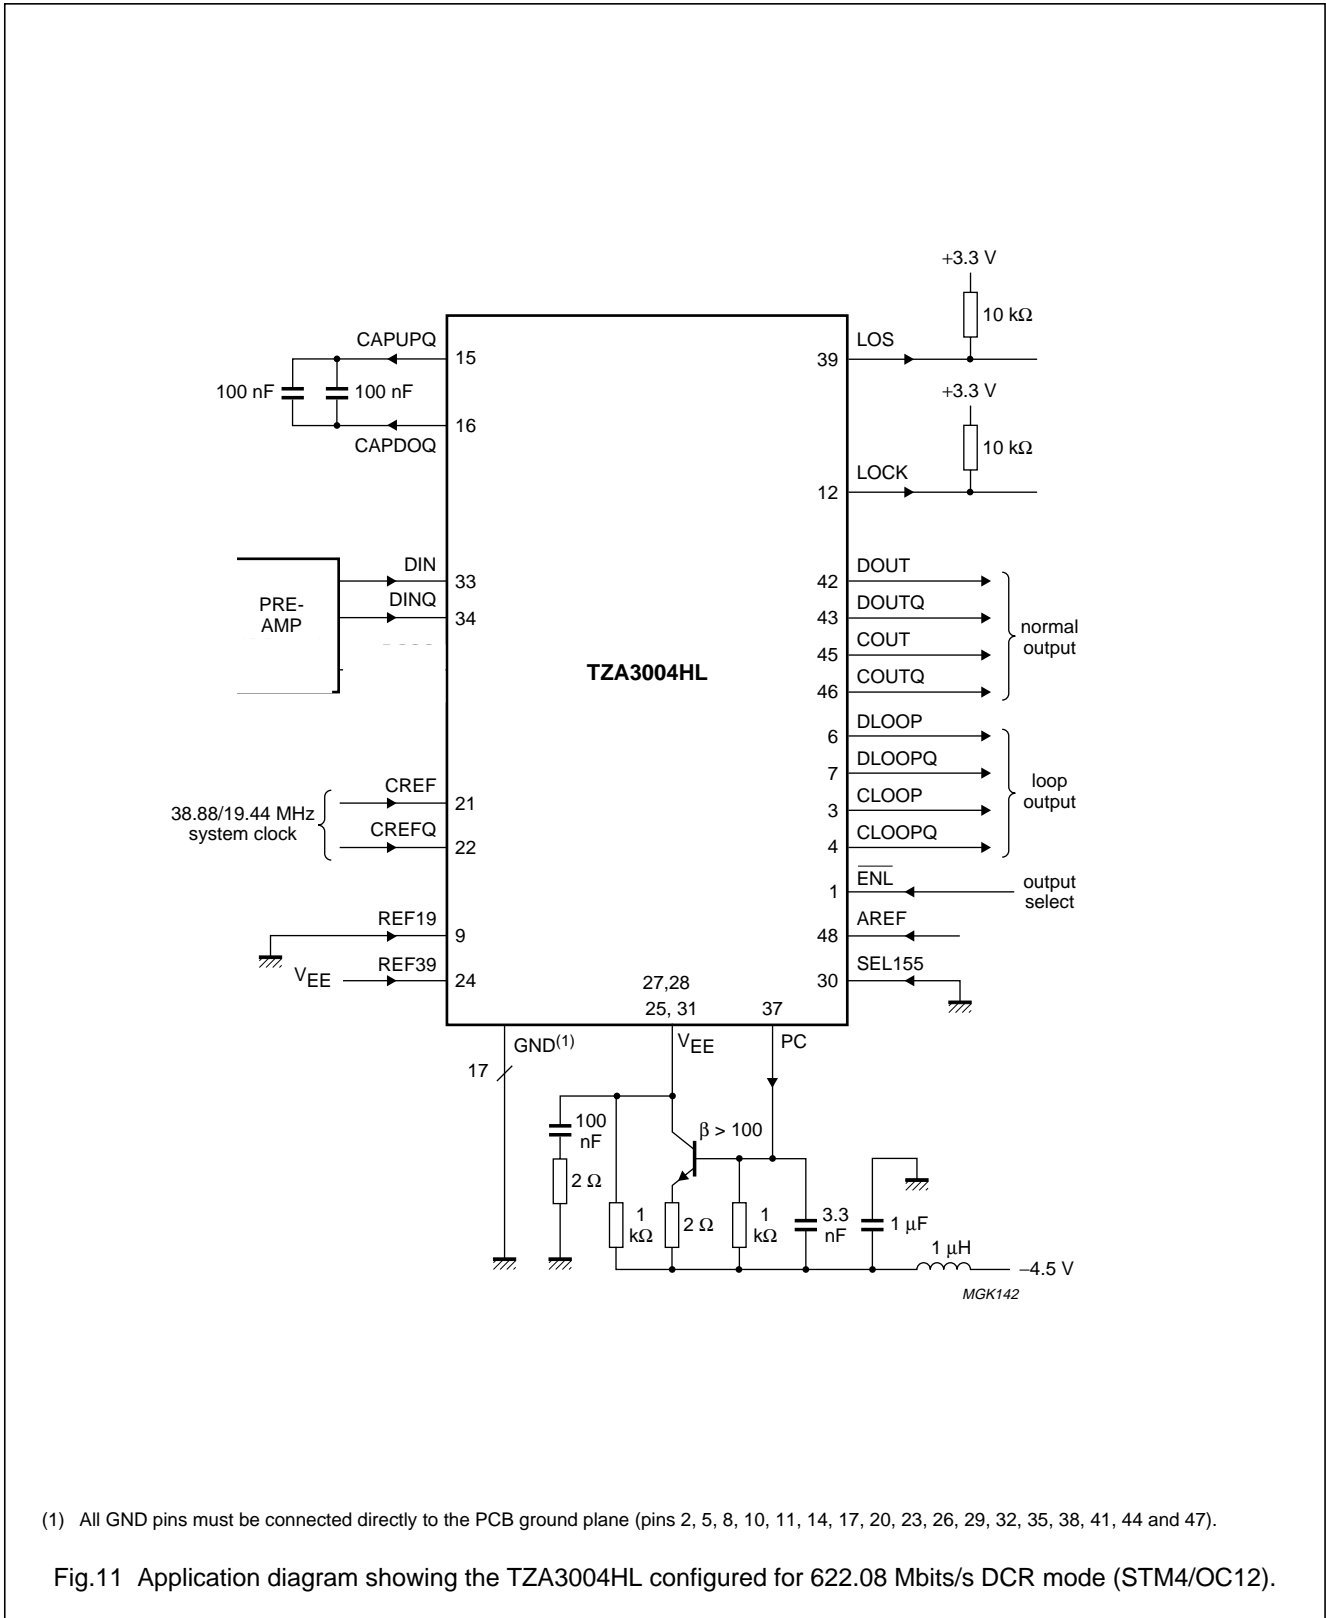 +3.3 V
10 kΩ
CAPUPQ
15
LOS
39
100 nF
100 nF
+3.3 V
16
CAPDOQ
10 kΩ
LOCK
12
DIN
33
DOUT
42
PRE-
AMP
DINQ
34
DOUTQ
43
normal
output
COUT
45
TZA3004HL
COUTQ
46
DLOOP
6
DLOOPQ
7
loop
output
CREF
21
38.88/19.44 MHz
system clock
CLOOP
3
CREFQ
22
CLOOPQ
4
ENL
1
output
select
REF19
9
AREF
48
REF39
VEE
24
SEL155
30
27,28
25, 31
37
GND(1)
VEE
PC
17
100
nF
β > 100
2 Ω
1
kΩ
2 Ω
1
kΩ
3.3
nF
1 μF
1 μH
−4.5 V
MGK142
(1) All GND pins must be connected directly to the PCB ground plane (pins 2, 5, 8, 10, 11, 14, 17, 20, 23, 26, 29, 32, 35, 38, 41, 44 and 47).
Fig.11 Application diagram showing the TZA3004HL configured for 622.08 Mbits/s DCR mode (STM4/OC12).